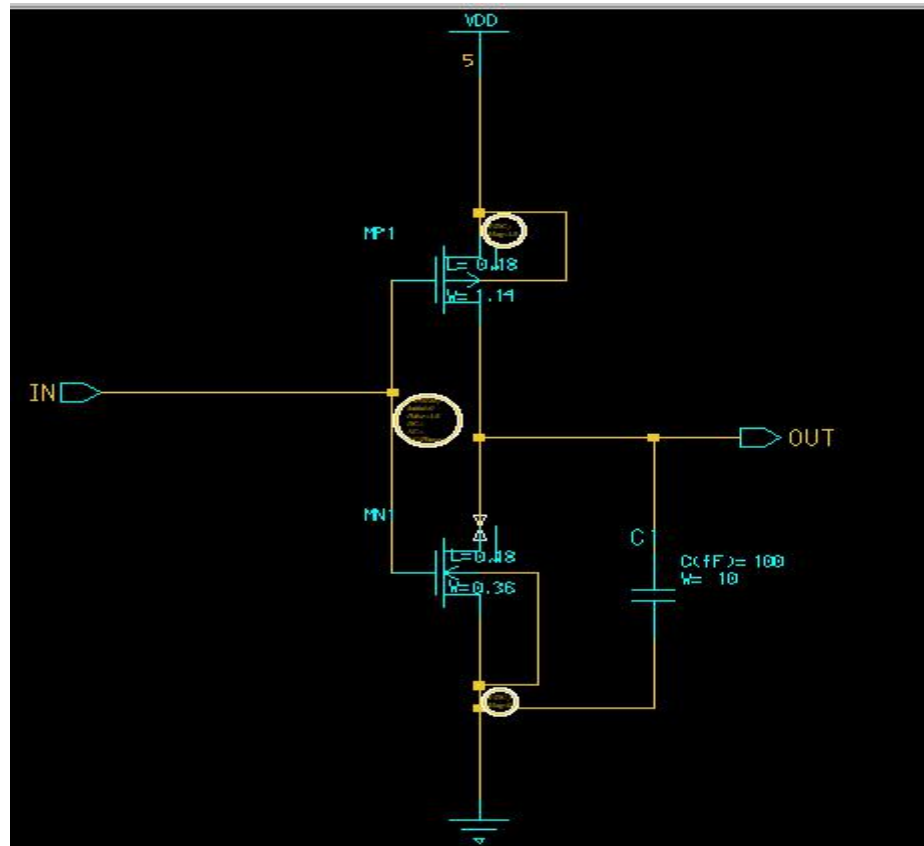 VDD
5
MP1
L= 0.18
W= 1.14
IN
OUT
MN1
L=0.18
W=0.36
C
C(fF)= 100
W= 10